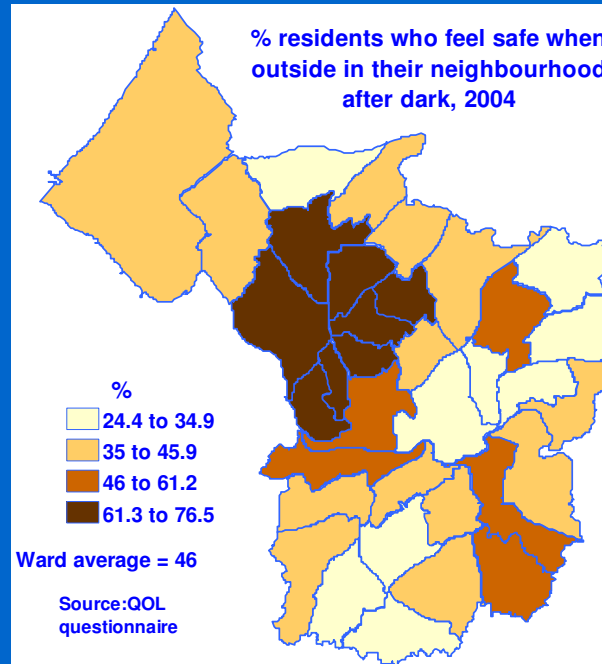 % residents who feel safe when
outside in their neighbourhood
after dark, 2004
%
24.4 to 34.9
35 to 45.9
46 to 61.2
61.3 to 76.5
Ward average = 46
Source:QOL
questionnaire